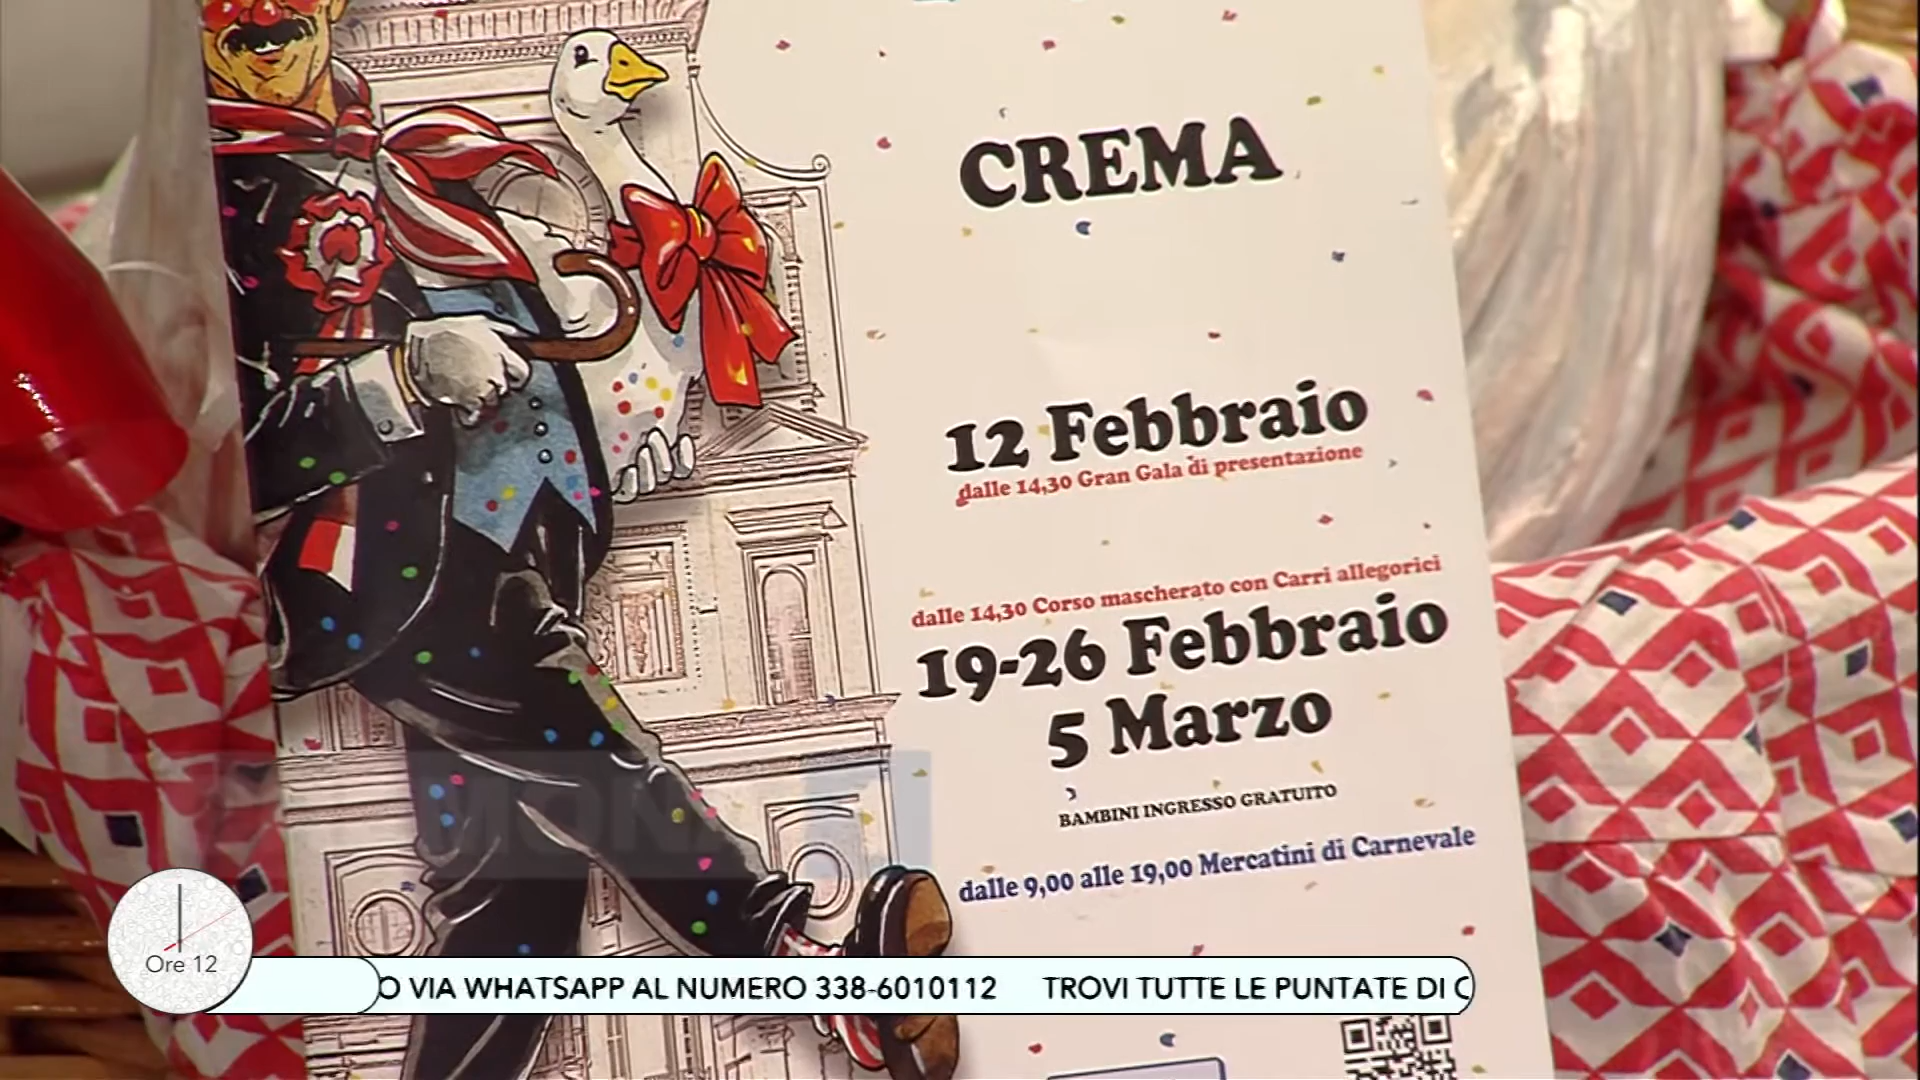 CREMA
12 Febbraio
dalle 14,30 Gran Gala di presentazione
dalle 14,30 Corso mascherato con Carri allegorici
19-26 Febbraio
5 Marzo
BAMBINI INGRESSO GRATUITO
dalle 9,00 alle 19,00 Mercatini di Carnevale
Ore 12
O VIA WHATSAPP AL NUMERO 338-6010112 TROVI TUTTE LE PUNTATE DI